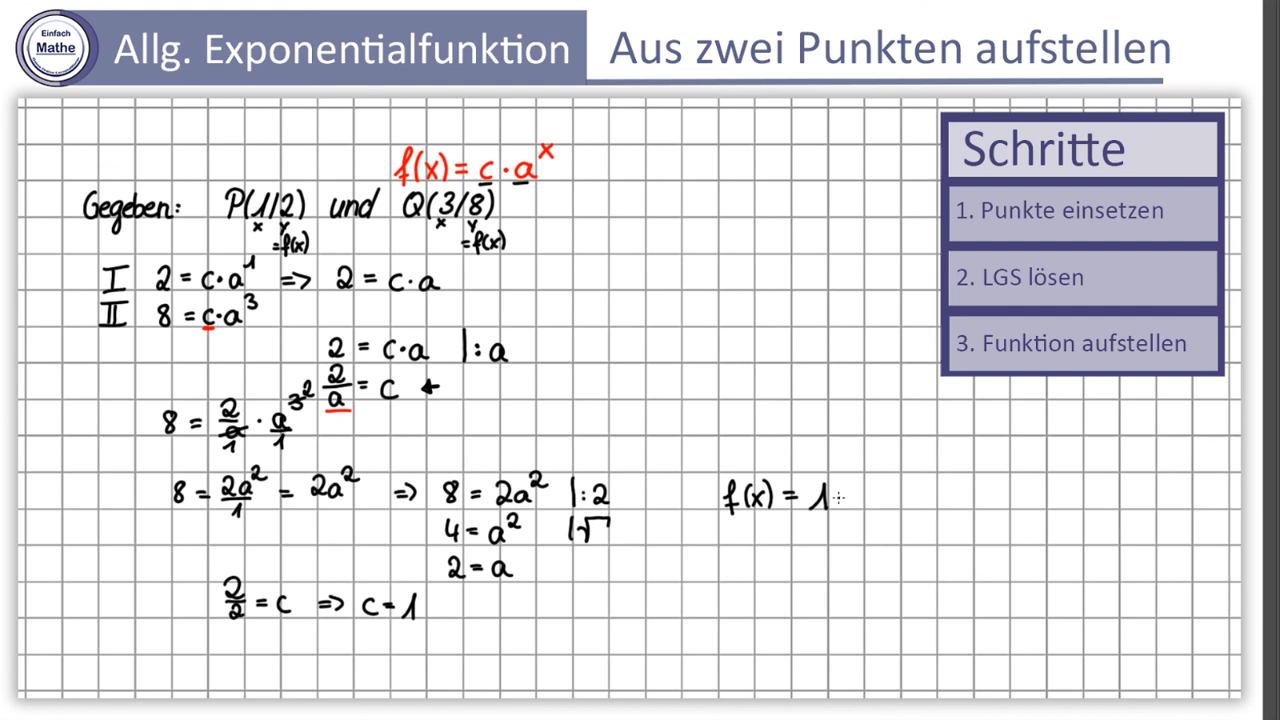 Einfach
Mathe
Allg. Exponentialfunktion
Aus zwei Punkten aufstellen
Schritte
1. Punkte einsetzen
2. LGS lösen
3. Funktion aufstellen
f(x) = c · a^x
Gegeben: P(1/2) und Q(3/8)
x y x y
=f(x) =f(x)
I 2 = c·a^1 => 2 = c·a
II 8 = c·a^3
2 = c·a |: a
2/a = c
8 = 2/a · a^3 2
1 1
8 = 2a^2/1 = 2a^2 => 8 = 2a^2 |:2
4 = a^2 |√
2 = a
2/2 = c => c = 1
f(x) = 1